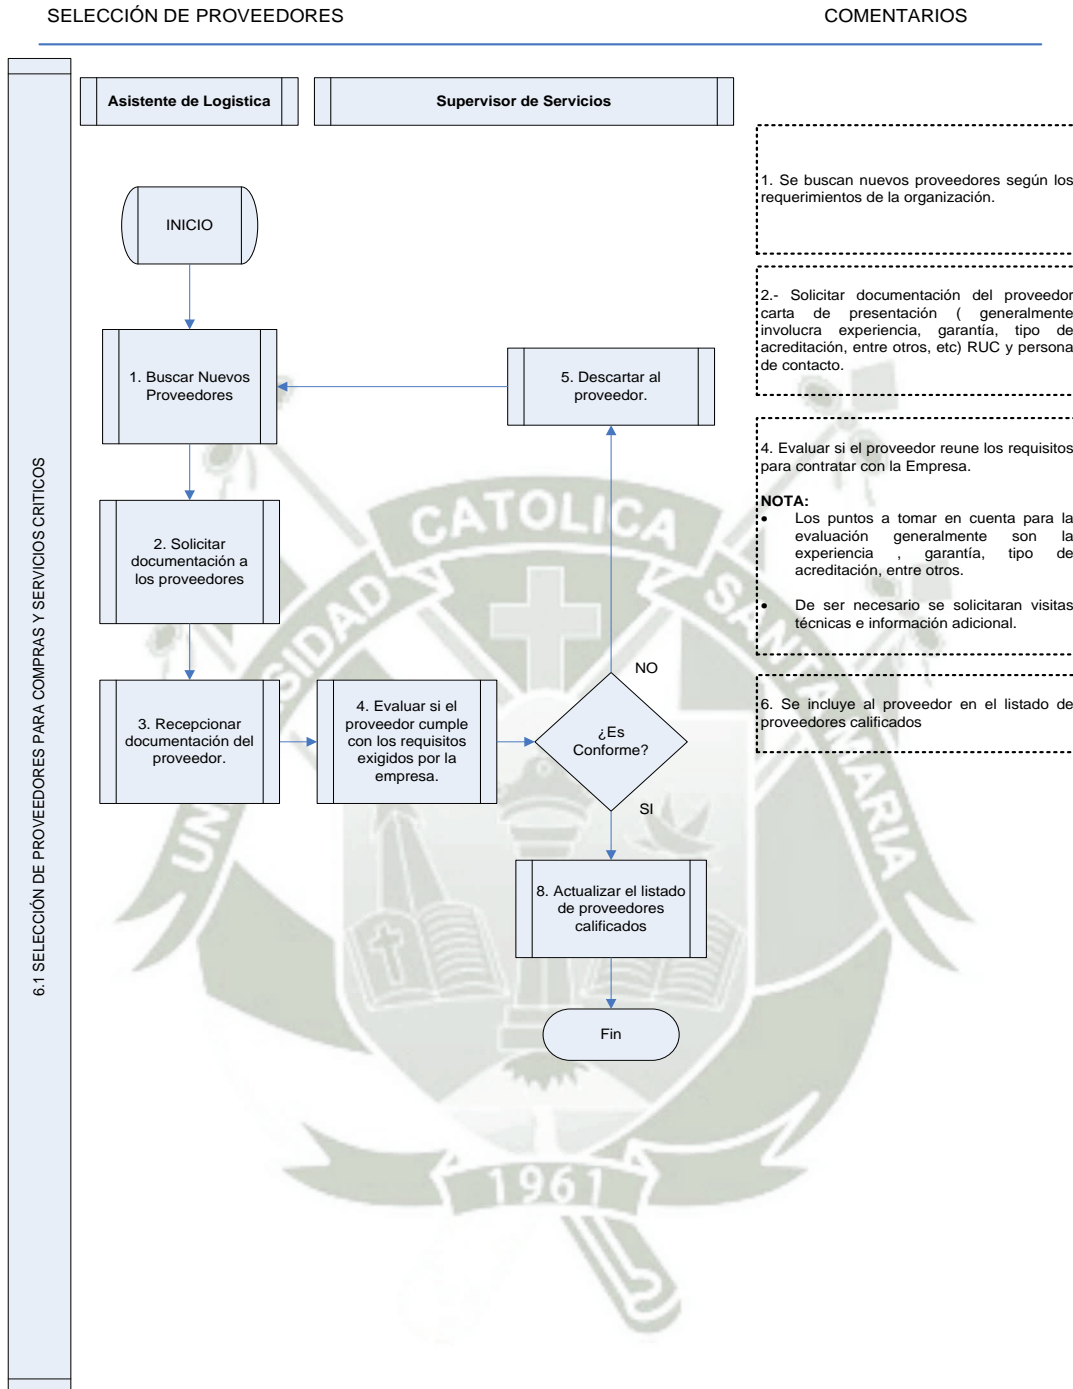 SELECCIÓN DE PROVEEDORES
COMENTARIOS
6.1 SELECCIÓN DE PROVEEDORES PARA COMPRAS Y SERVICIOS CRITICOS
Asistente de Logistica
Supervisor de Servicios
INICIO
1. Buscar Nuevos
Proveedores
5. Descartar al
proveedor.
2. Solicitar
documentación a
los proveedores
3. Recepcionar
documentación del
proveedor.
4. Evaluar si el
proveedor cumple
con los requisitos
exigidos por la
empresa.
¿Es
Conforme?
NO
SI
8. Actualizar el listado
de proveedores
calificados
Fin
1. Se buscan nuevos proveedores según los
requerimientos de la organización.
2.- Solicitar documentación del proveedor
carta de presentación ( generalmente
involucra experiencia, garantía, tipo de
acreditación, entre otros, etc) RUC y persona
de contacto.
4. Evaluar si el proveedor reune los requisitos
para contratar con la Empresa.
NOTA:
• Los puntos a tomar en cuenta para la
evaluación generalmente son la
experiencia , garantía, tipo de
acreditación, entre otros.
• De ser necesario se solicitaran visitas
técnicas e información adicional.
6. Se incluye al proveedor en el listado de
proveedores calificados
UNIVERSIDAD CATOLICA SANTA MARIA
1961